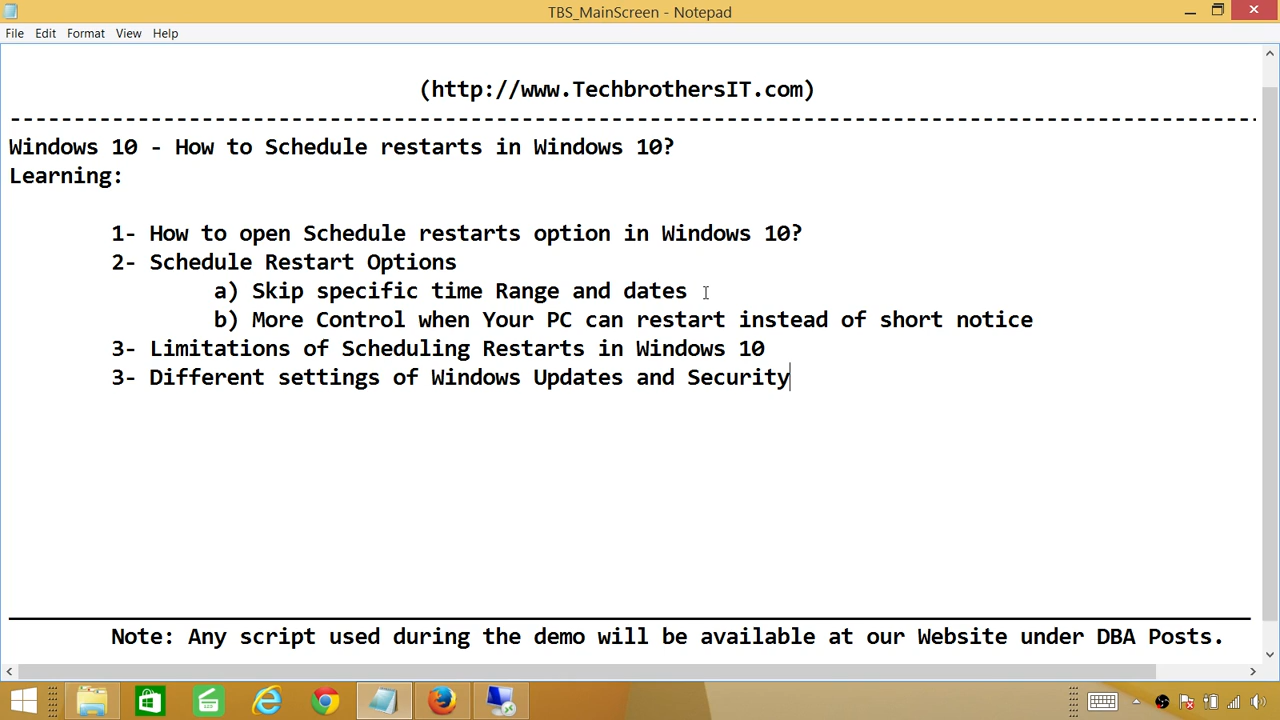 TBS_MainScreen - Notepad
File Edit Format View Help
(http://www.TechbrothersIT.com)
--------------------------------------------------------------------------------------------------
Windows 10 - How to Schedule restarts in Windows 10?
Learning:
1- How to open Schedule restarts option in Windows 10?
2- Schedule Restart Options
a) Skip specific time Range and dates
b) More Control when Your PC can restart instead of short notice
3- Limitations of Scheduling Restarts in Windows 10
3- Different settings of Windows Updates and Security
Note: Any script used during the demo will be available at our Website under DBA Posts.